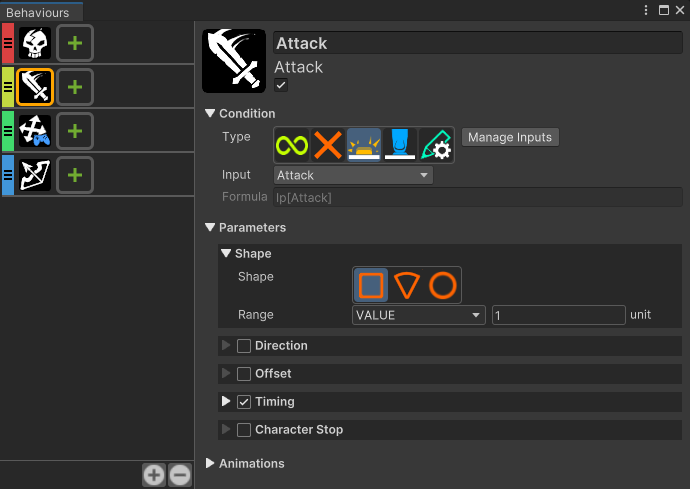 Behaviours
Attack
Attack
Condition
Type
Manage Inputs
Input
Attack
Formula
Ip[Attack]
Parameters
Shape
Shape
Range
VALUE
1
unit
Direction
Offset
Timing
Character Stop
Animations